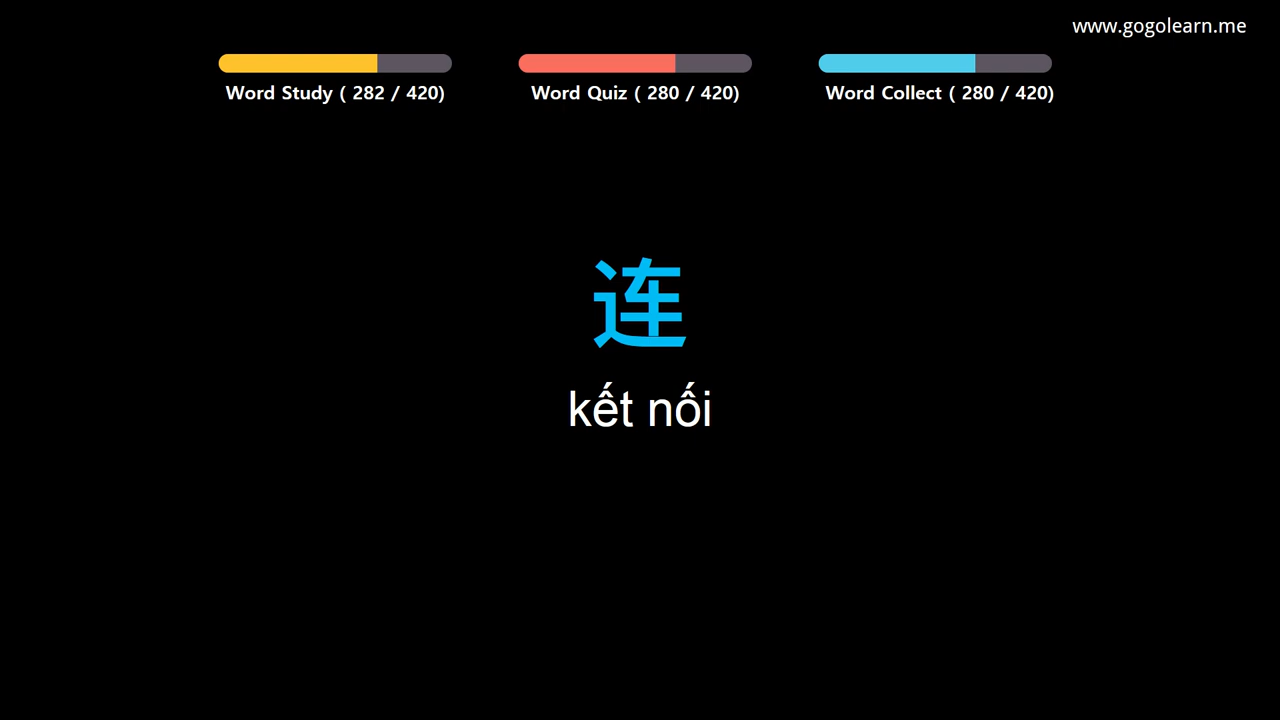 www.gogolearn.me
Word Study ( 282 / 420)
Word Quiz ( 280 / 420)
Word Collect ( 280 / 420)
连
kết nối